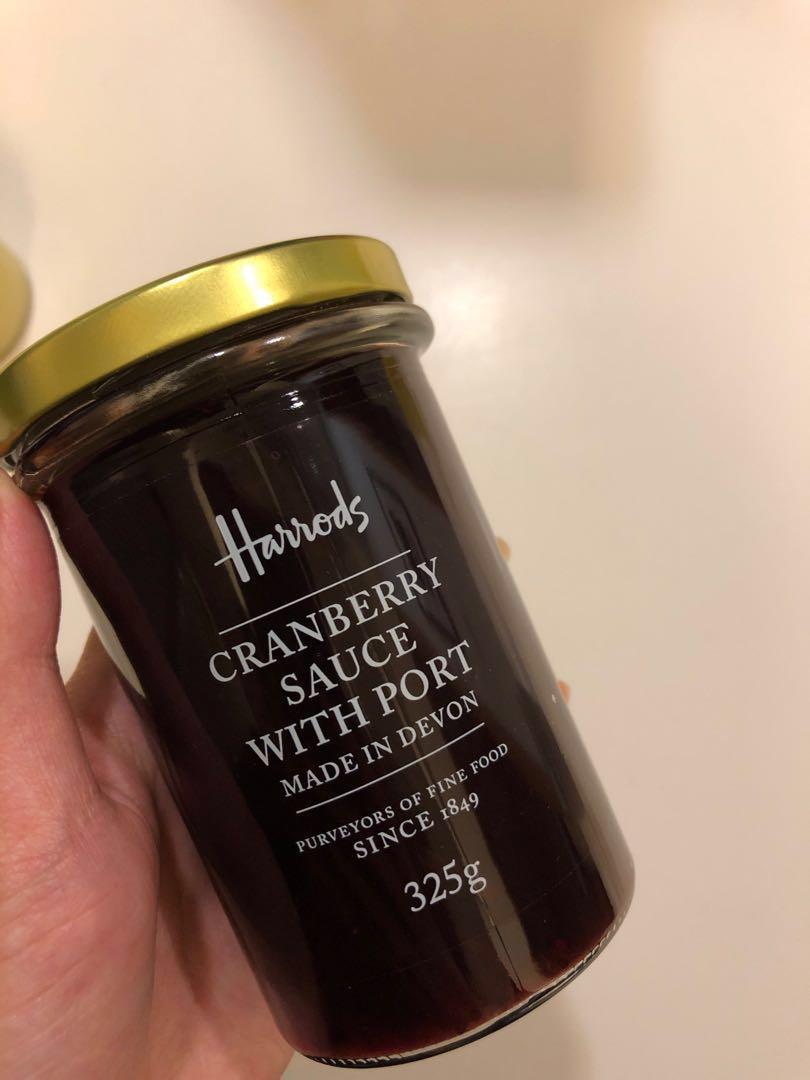 Harrods
CRANBERRY
SAUCE
WITH PORT
MADE IN DEVON
PURVEYORS OF FINE FOOD
SINCE 1849
325g